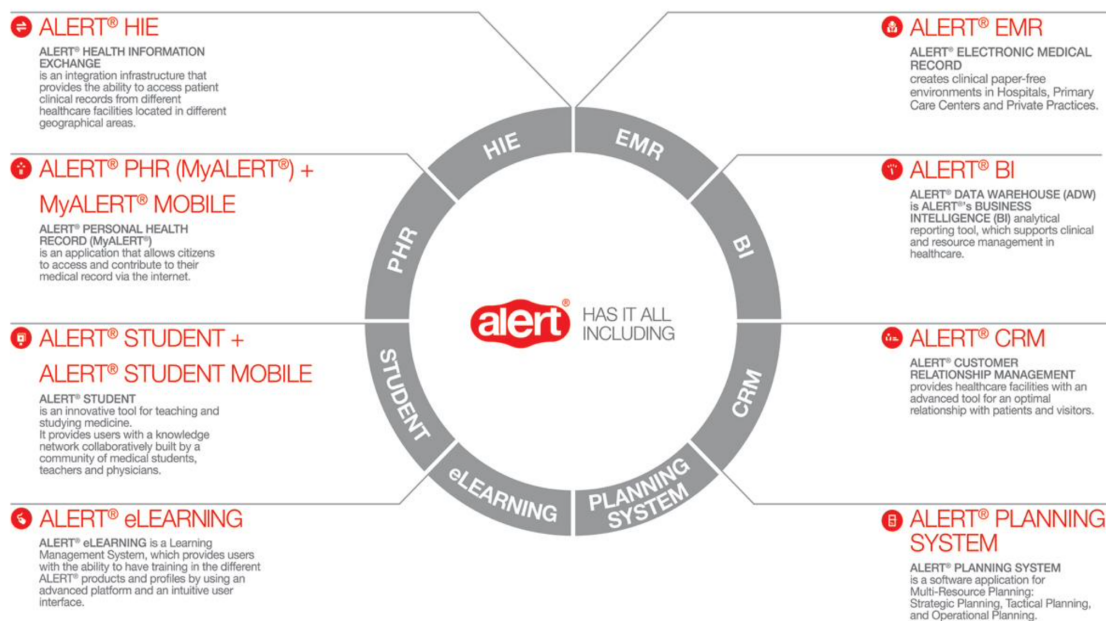 ALERT® HIE
ALERT® HEALTH INFORMATION
EXCHANGE
is an integration infrastructure that
provides the ability to access patient
clinical records from different
healthcare facilities located in different
geographical areas.
ALERT® PHR (MyALERT®) +
MyALERT® MOBILE
ALERT® PERSONAL HEALTH
RECORD (MyALERT®)
is an application that allows citizens
to access and contribute to their
medical record via the internet.
ALERT® STUDENT +
ALERT® STUDENT MOBILE
ALERT® STUDENT
is an innovative tool for teaching and
studying medicine.
It provides users with a knowledge
network collaboratively built by a
community of medical students,
teachers and physicians.
ALERT® eLEARNING
ALERT® eLEARNING is a Learning
Management System, which provides users
with the ability to have training in the different
ALERT® products and profiles by using an
advanced platform and an intuitive user
interface.
HIE
EMR
PHR
BI
STUDENT
CRM
eLEARNING
PLANNING
SYSTEM
alert®
HAS IT ALL
INCLUDING
ALERT® EMR
ALERT® ELECTRONIC MEDICAL
RECORD
creates clinical paper-free
environments in Hospitals, Primary
Care Centers and Private Practices.
ALERT® BI
ALERT® DATA WAREHOUSE (ADW)
is ALERT®'s BUSINESS
INTELLIGENCE (BI) analytical
reporting tool, which supports clinical
and resource management in
healthcare.
ALERT® CRM
ALERT® CUSTOMER
RELATIONSHIP MANAGEMENT
provides healthcare facilities with an
advanced tool for an optimal
relationship with patients and visitors.
ALERT® PLANNING
SYSTEM
ALERT® PLANNING SYSTEM
is a software application for
Multi-Resource Planning:
Strategic Planning, Tactical Planning,
and Operational Planning.